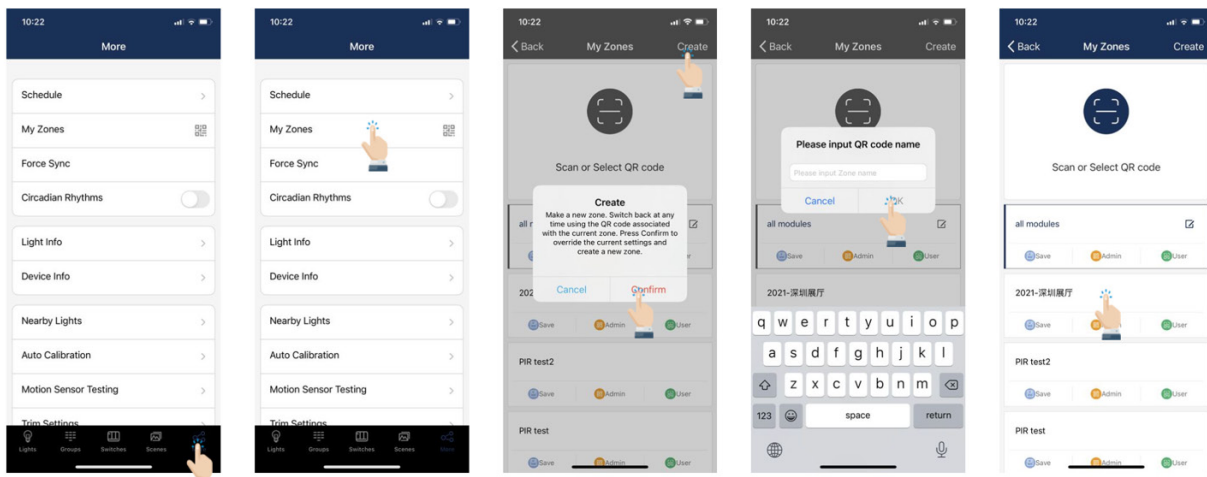 10:22
More
Schedule
My Zones
Force Sync
Circadian Rhythms
Light Info
Device Info
Nearby Lights
Auto Calibration
Motion Sensor Testing
Trim Settings
Lights
Groups
Switches
Scenes
10:22
More
Schedule
My Zones
Force Sync
Circadian Rhythms
Light Info
Device Info
Nearby Lights
Auto Calibration
Motion Sensor Testing
Trim Settings
Lights
Groups
Switches
Scenes
More
10:22
Back
My Zones
Create
Scan or Select QR code
Create
Make a new zone. Switch back at any
time using the QR code associated
with the current zone. Press Confirm to
override the current settings and
create a new zone.
Cancel
Confirm
Save
Admin
User
PIR test2
Save
Admin
User
PIR test
Save
Admin
User
10:22
Back
My Zones
Create
Please input QR code name
Please input Zone name
Cancel
OK
all modules
Save
Admin
User
2021-深圳展厅
q w e r t y u i o p
a s d f g h j k l
z x c v b n m
123
space
return
10:22
Back
My Zones
Create
Scan or Select QR code
all modules
Save
Admin
User
2021-深圳展厅
Save
User
PIR test2
Save
Admin
User
PIR test
Save
Admin
User